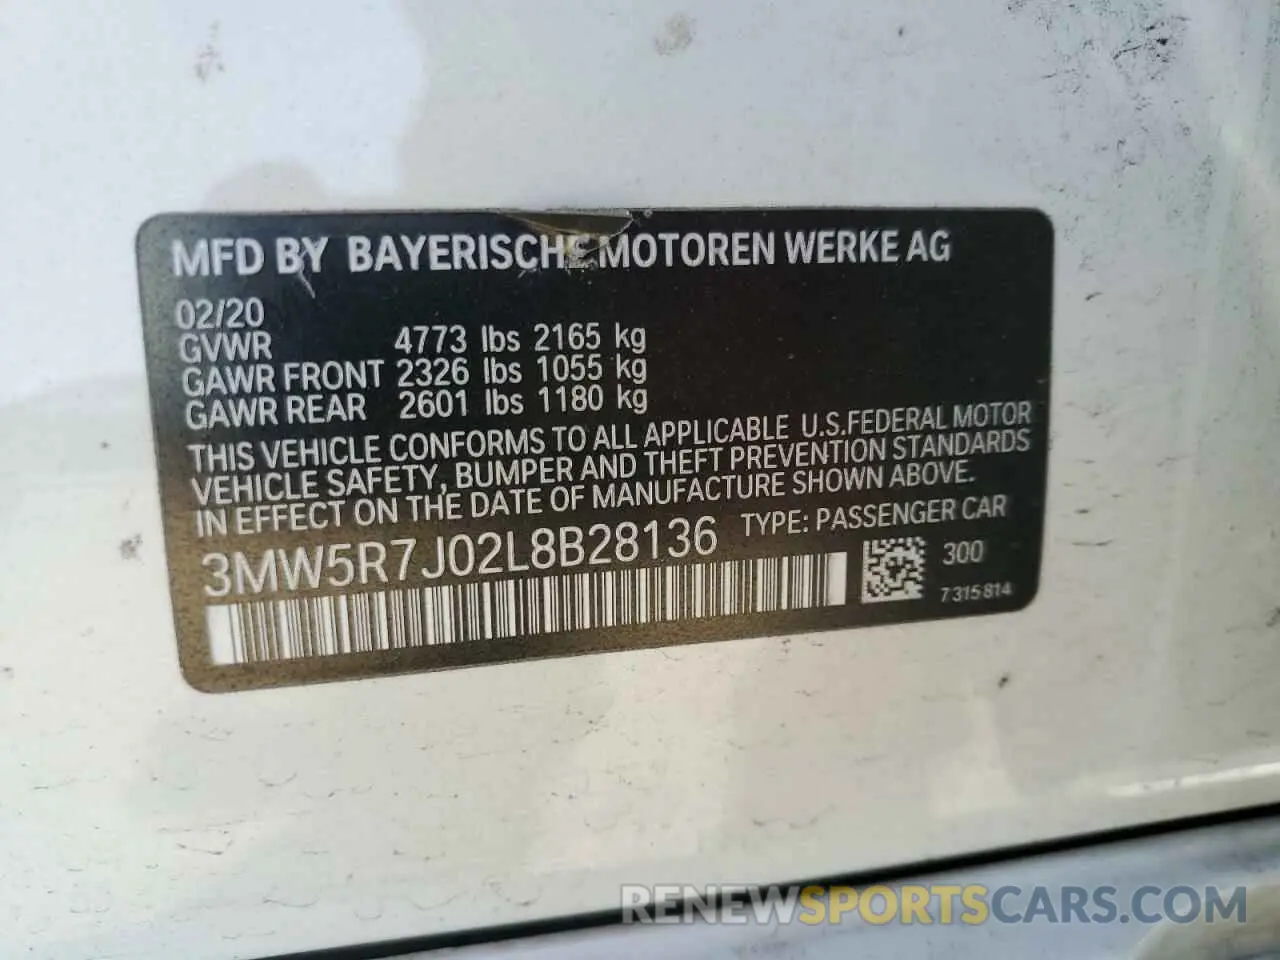 MFD BY BAYERISCHE MOTOREN WERKE AG
02/20
GVWR 4773 lbs 2165 kg
GAWR FRONT 2326 lbs 1055 kg
GAWR REAR 2601 lbs 1180 kg
THIS VEHICLE CONFORMS TO ALL APPLICABLE U.S.FEDERAL MOTOR
VEHICLE SAFETY, BUMPER AND THEFT PREVENTION STANDARDS
IN EFFECT ON THE DATE OF MANUFACTURE SHOWN ABOVE.
3MW5R7J02L8B28136 TYPE: PASSENGER CAR
300
7315814
RENEWSPORTSCARS.COM